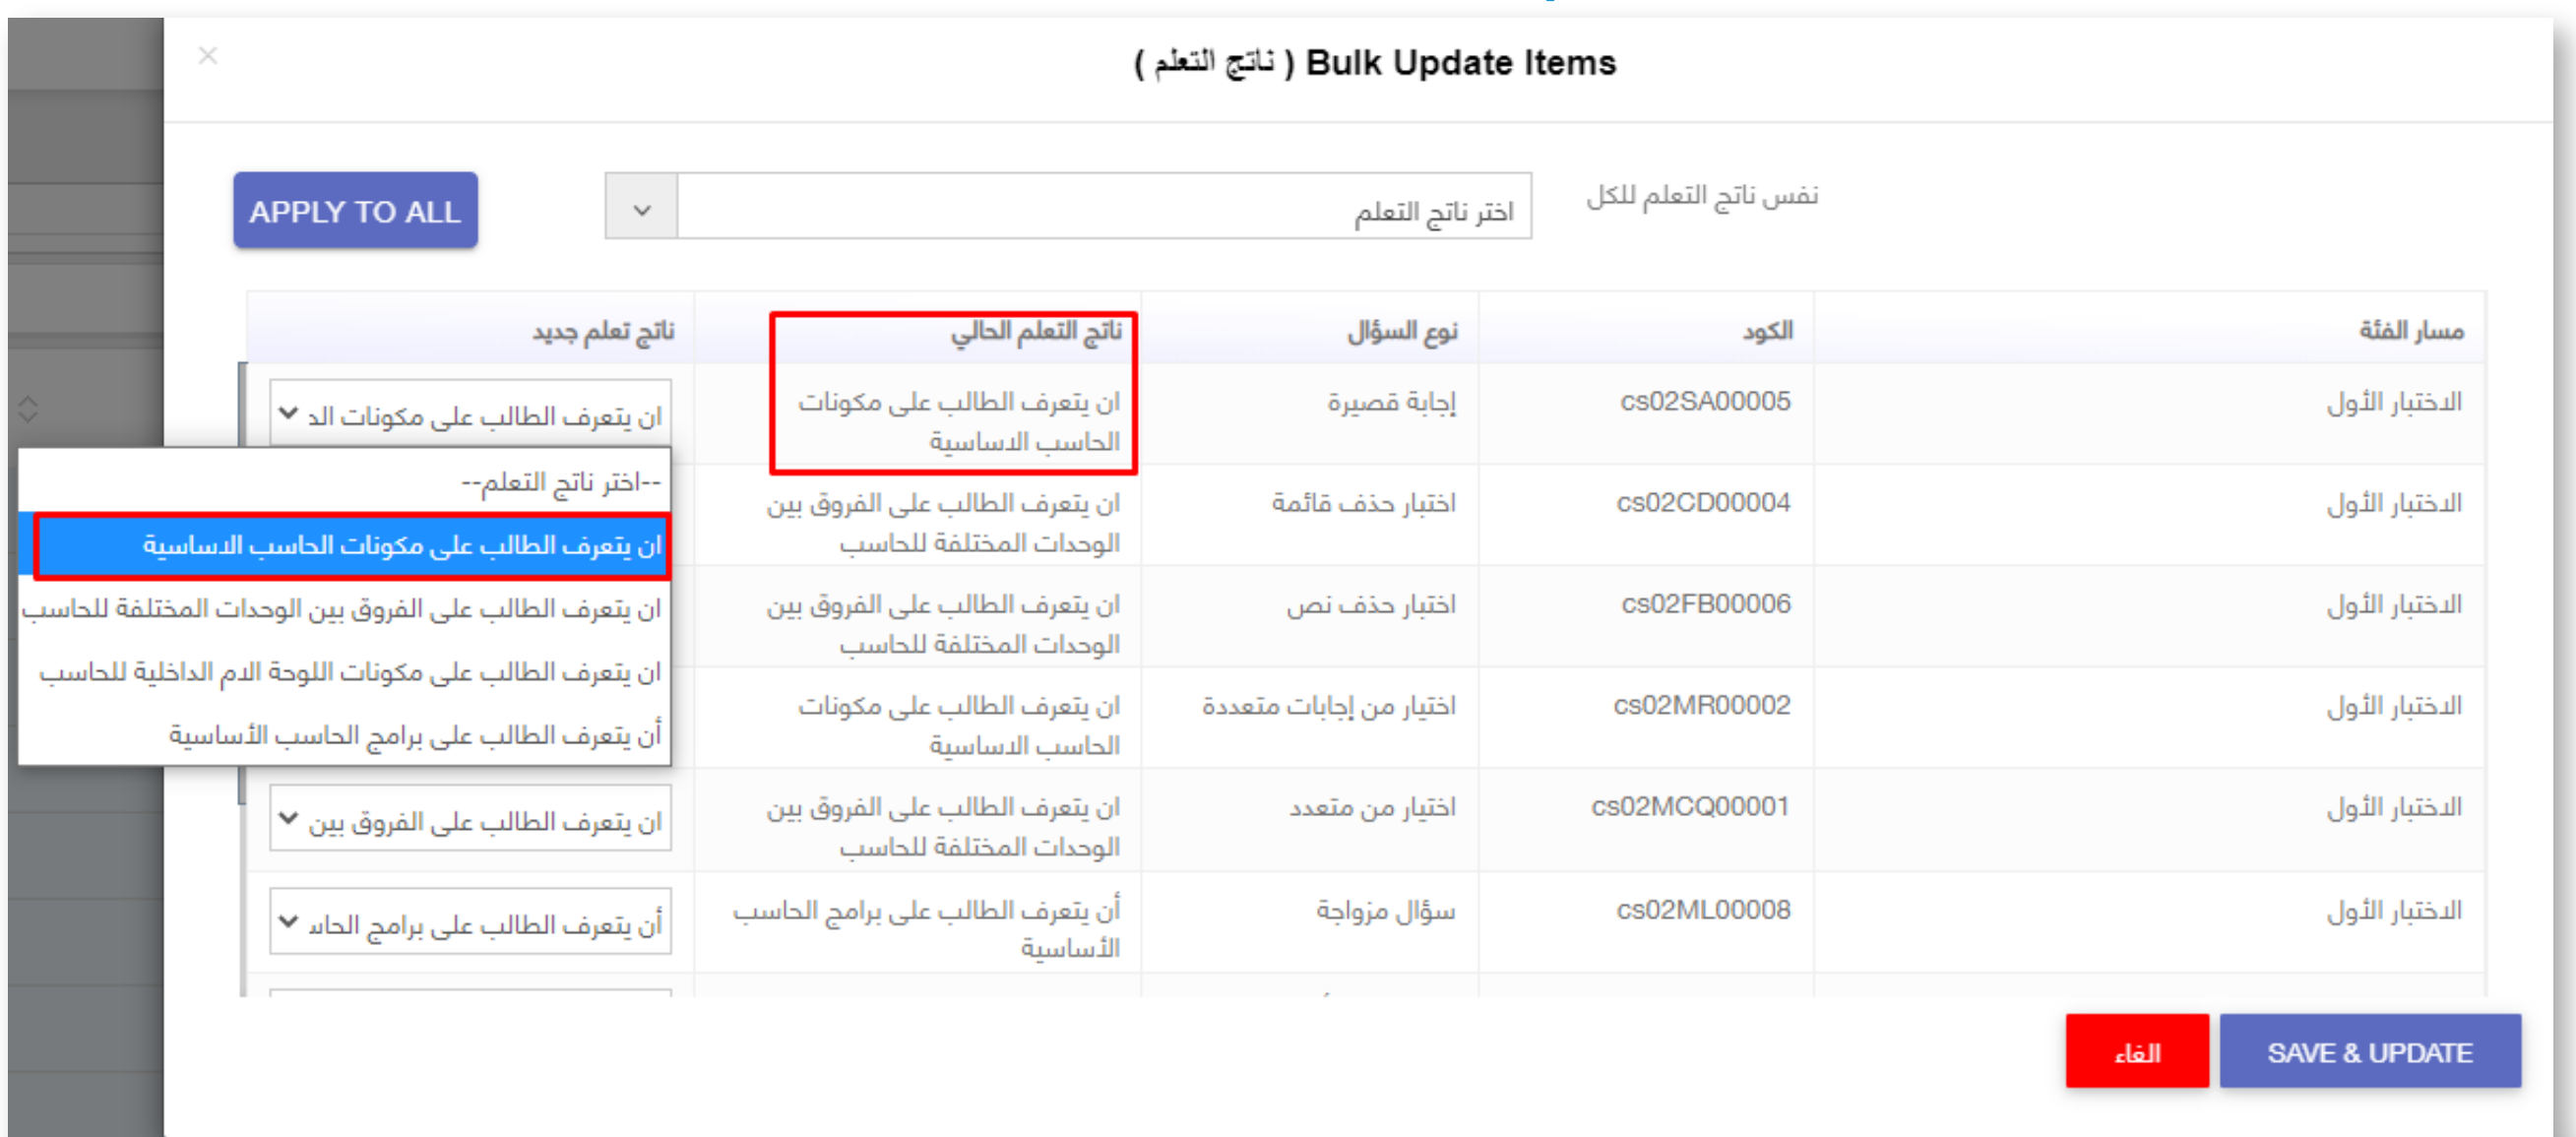 Bulk Update Items ( ناتج التعلم )
نفس ناتج التعلم للكل
اختر ناتج التعلم
APPLY TO ALL
مسار الفئة
الكود
نوع السؤال
ناتج التعلم الحالي
ناتج تعلم جديد
الاختبار الأول
cs02SA00005
إجابة قصيرة
ان يتعرف الطالب على مكونات
الحاسب الاساسية
ان يتعرف الطالب على مكونات الد
--اختر ناتج التعلم--
ان يتعرف الطالب على مكونات الحاسب الاساسية
ان يتعرف الطالب على الفروق بين الوحدات المختلفة للحاسب
ان يتعرف الطالب على مكونات اللوحة الام الداخلية للحاسب
أن يتعرف الطالب على برامج الحاسب الأساسية
الاختبار الأول
cs02CD00004
اختبار حذف قائمة
ان يتعرف الطالب على الفروق بين
الوحدات المختلفة للحاسب
الاختبار الأول
cs02FB00006
اختبار حذف نص
ان يتعرف الطالب على الفروق بين
الوحدات المختلفة للحاسب
الاختبار الأول
cs02MR00002
اختيار من إجابات متعددة
ان يتعرف الطالب على مكونات
الحاسب الاساسية
الاختبار الأول
cs02MCQ00001
اختيار من متعدد
ان يتعرف الطالب على الفروق بين
الوحدات المختلفة للحاسب
ان يتعرف الطالب على الفروق بين
الاختبار الأول
cs02ML00008
سؤال مزواجة
أن يتعرف الطالب على برامج الحاسب
الأساسية
أن يتعرف الطالب على برامج الحاس
SAVE & UPDATE
الغاء